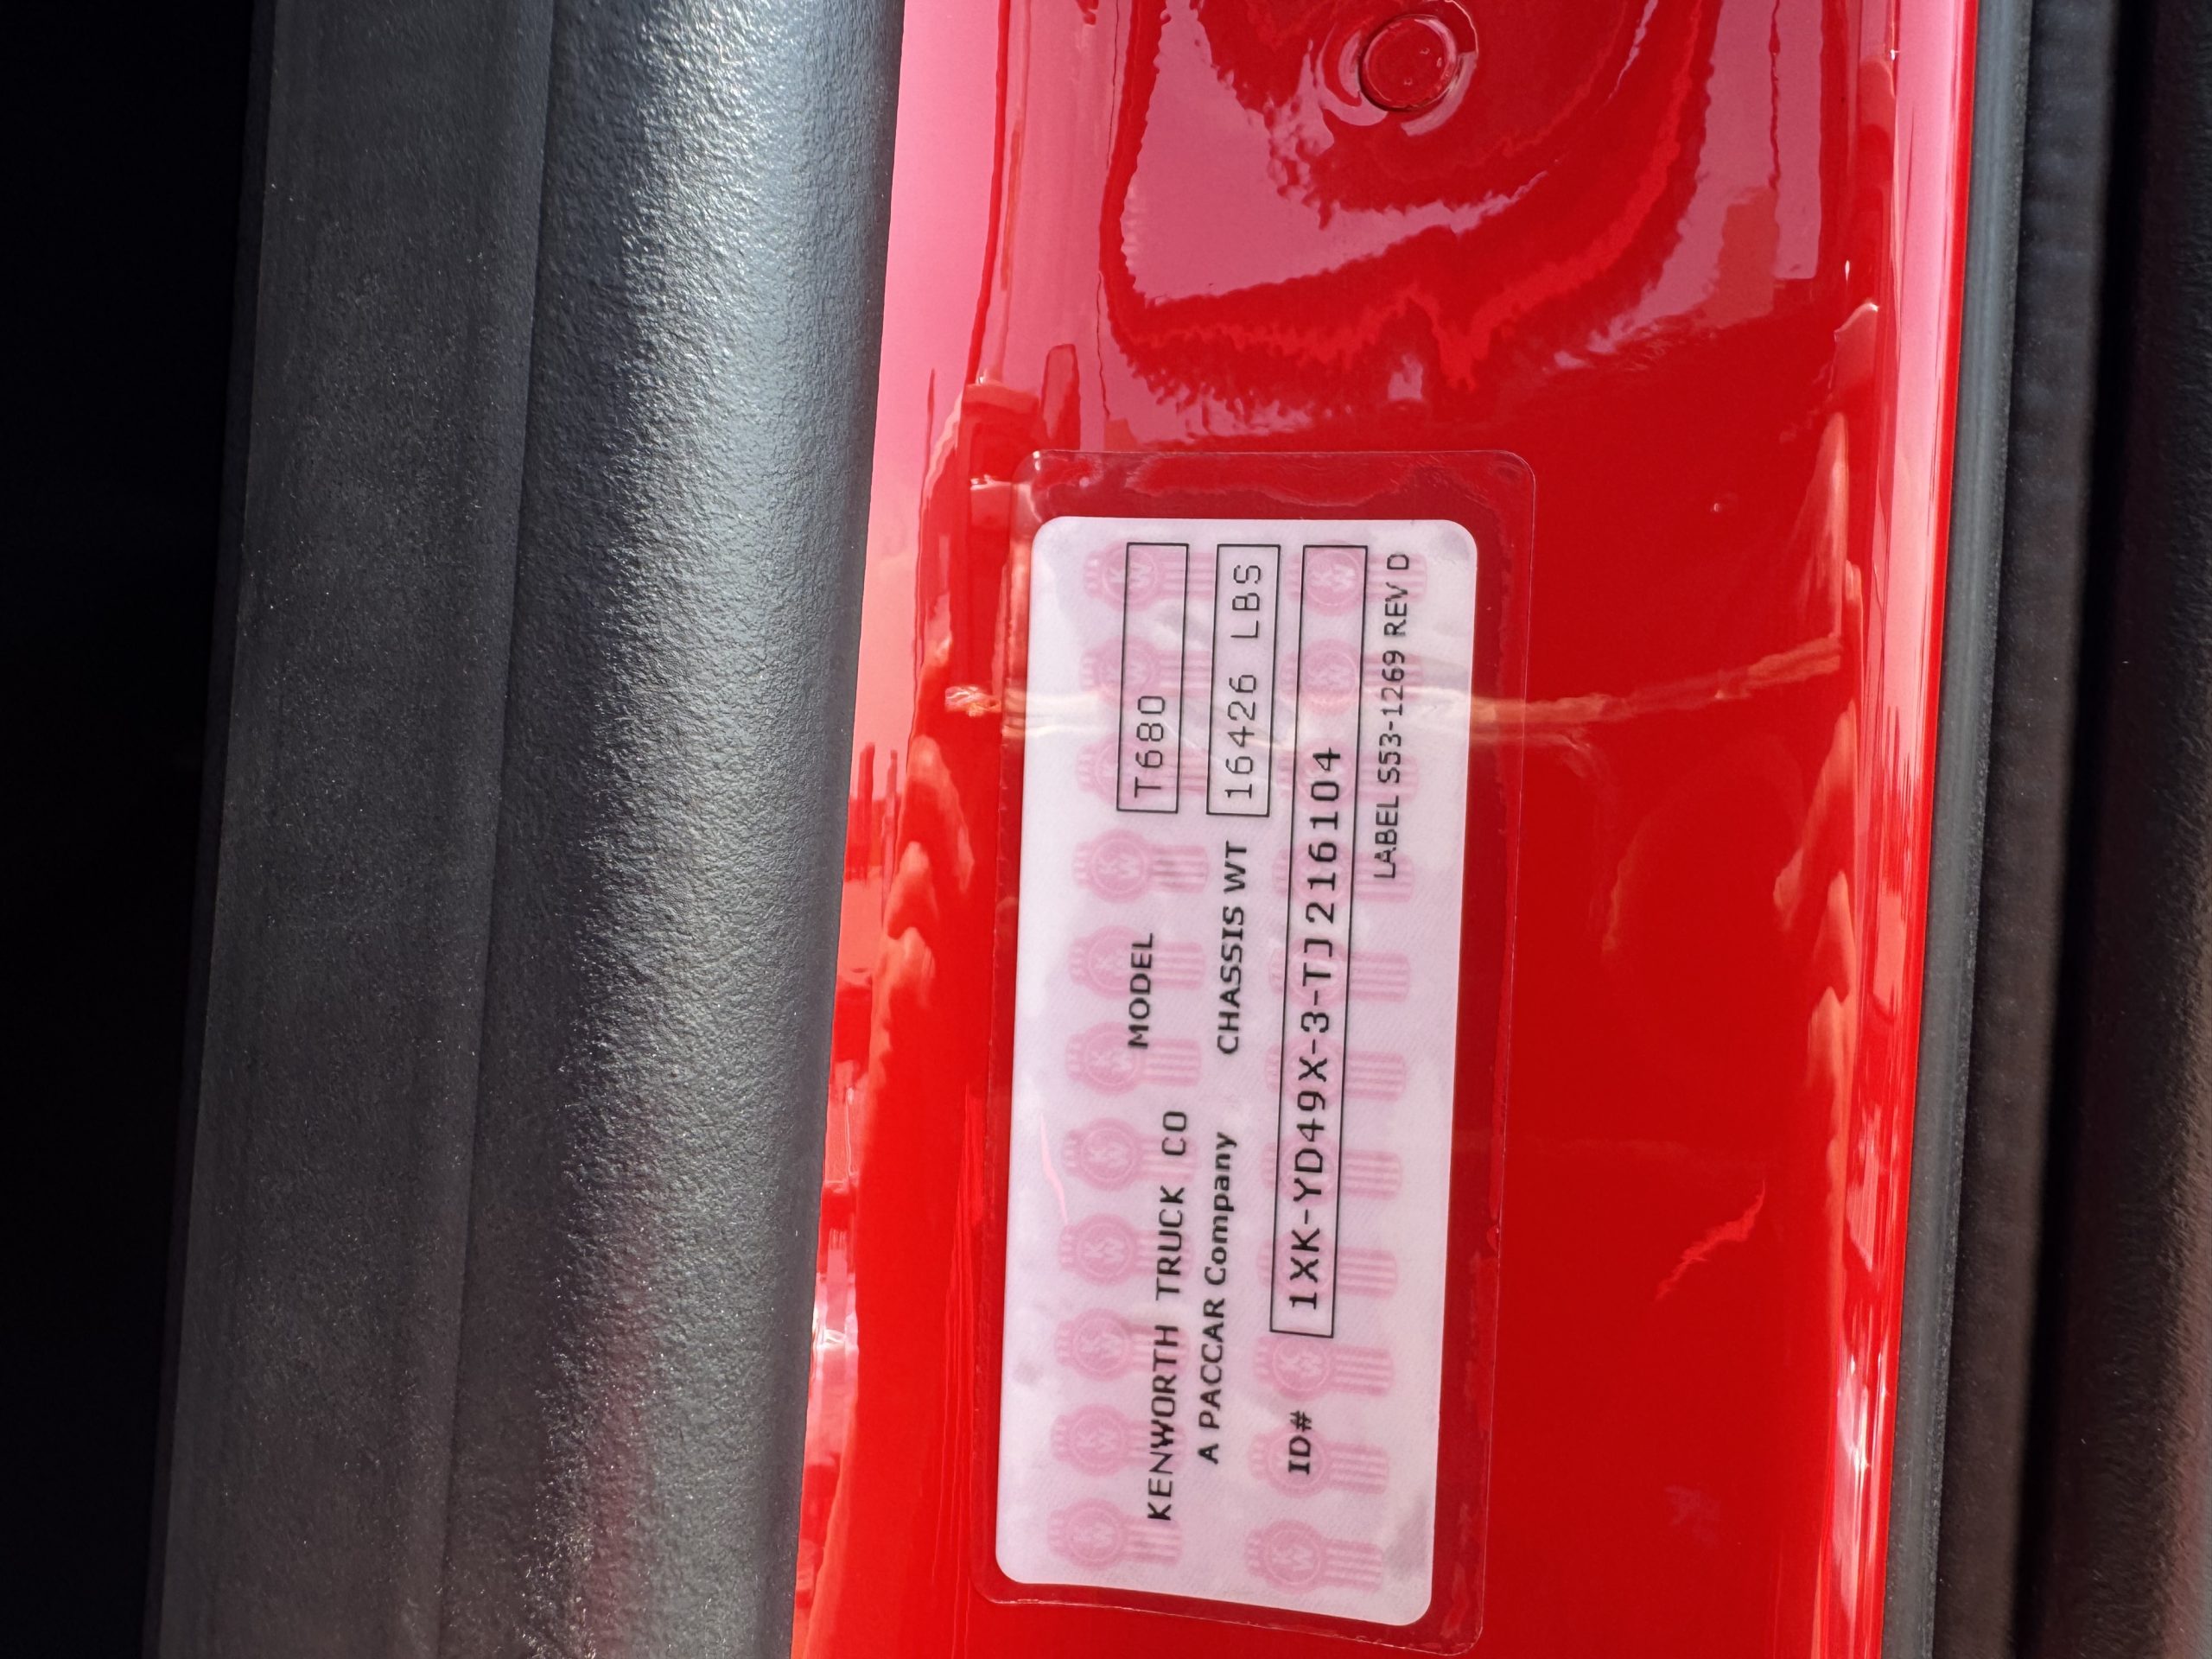 KENWORTH TRUCK CO MODEL T680
A PACCAR Company CHASSIS WT 16426 LBS
ID# 1XK-YD49X-3-TJ216104
LABEL S53-1269 REV D